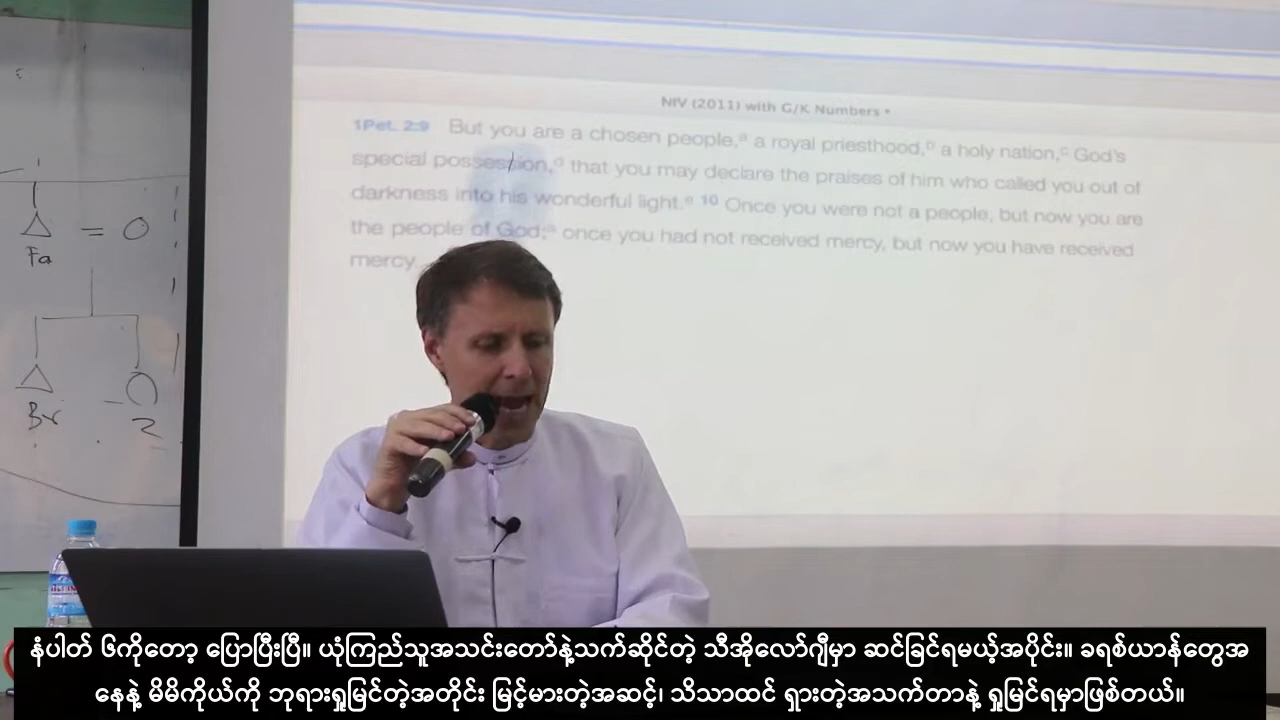 NIV (2011) with G/K Numbers
1Pet. 2:9 But you are a chosen people,ᵃ a royal priesthood,ᵇ a holy nation,ᶜ God's
special possession,ᵈ that you may declare the praises of him who called you out of
darkness into his wonderful light.ᵉ 10 Once you were not a people, but now you are
the people of God;ᵃ once you had not received mercy, but now you have received
mercy.
= O
Fa
Br
Z
နံပါတ် ၆ကိုတော့ ပြောပြီးပြီ။ ယုံကြည်သူအသင်းတော်နဲ့သက်ဆိုင်တဲ့ သီအိုလော်ဂျီမှာ ဆင်ခြင်ရမယ့်အပိုင်း။ ခရစ်ယာန်တွေအ
နေနဲ့ မိမိကိုယ်ကို ဘုရားရှုမြင်တဲ့အတိုင်း မြင့်မားတဲ့အဆင့်၊ သိသာထင် ရှားတဲ့အသက်တာနဲ့ ရှုမြင်ရမှာဖြစ်တယ်။